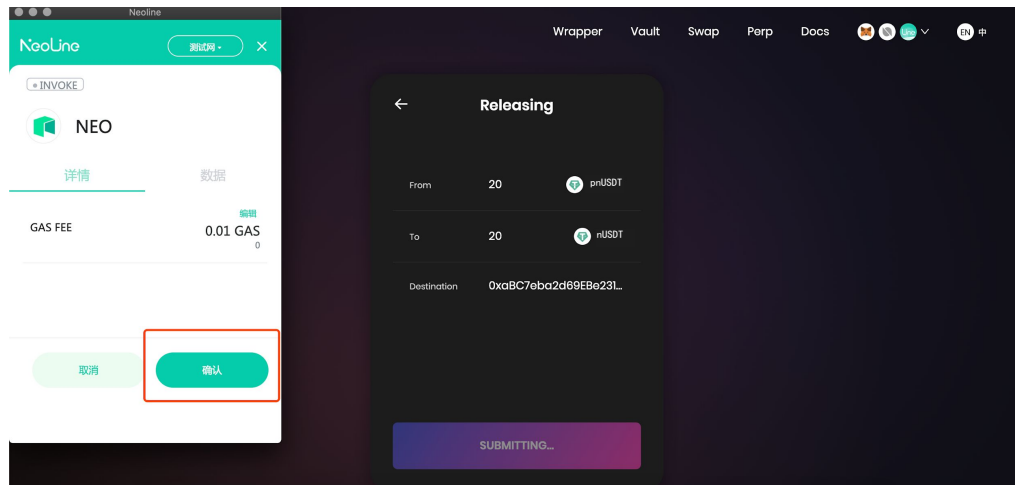 Neoline
NeoLine
测试网
INVOKE
NEO
详情 数据
编辑
GAS FEE 0.01 GAS
0
取消 确认
Wrapper Vault Swap Perp Docs Lino EN 中
Releasing
From 20 pnUSDT
To 20 nUSDT
Destination 0xaBC7eba2d69EBe231...
SUBMITTING...